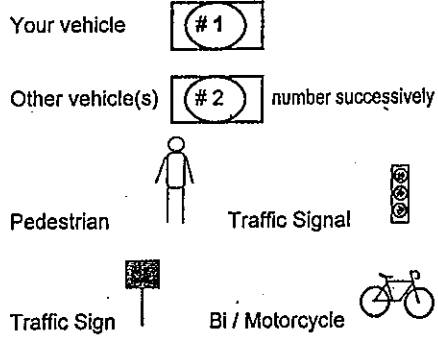 Your vehicle #1
Other vehicle(s) #2 number successively
Pedestrian Traffic Signal
Traffic Sign Bi / Motorcycle